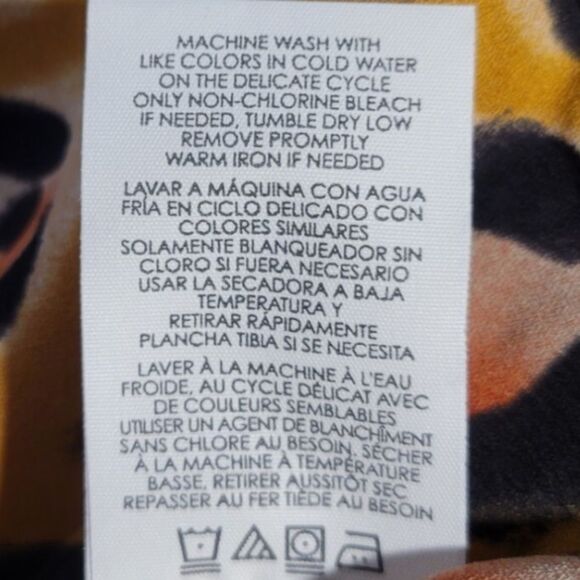 MACHINE WASH WITH
LIKE COLORS IN COLD WATER
ON THE DELICATE CYCLE
ONLY NON-CHLORINE BLEACH
IF NEEDED, TUMBLE DRY LOW
REMOVE PROMPTLY
WARM IRON IF NEEDED
LAVAR A MÁQUINA CON AGUA
FRÍA EN CICLO DELICADO CON
COLORES SIMILARES
SOLAMENTE BLANQUEADOR SIN
CLORO SI FUERA NECESARIO
USAR LA SECADORA A BAJA
TEMPERATURA Y
RETIRAR RÁPIDAMENTE
PLANCHA TIBIA SI SE NECESITA
LAVER À LA MACHINE À L'EAU
FROIDE, AU CYCLE DÉLICAT AVEC
DE COULEURS SEMBLABLES
UTILISER UN AGENT DE BLANCHÎMENT
SANS CHLORE AU BESOIN, SÉCHER
À LA MACHINE À TEMPÉRATURE
BASSE, RETIRER AUSSITÔT SEC
REPASSER AU FER TIÈDE AU BESOIN